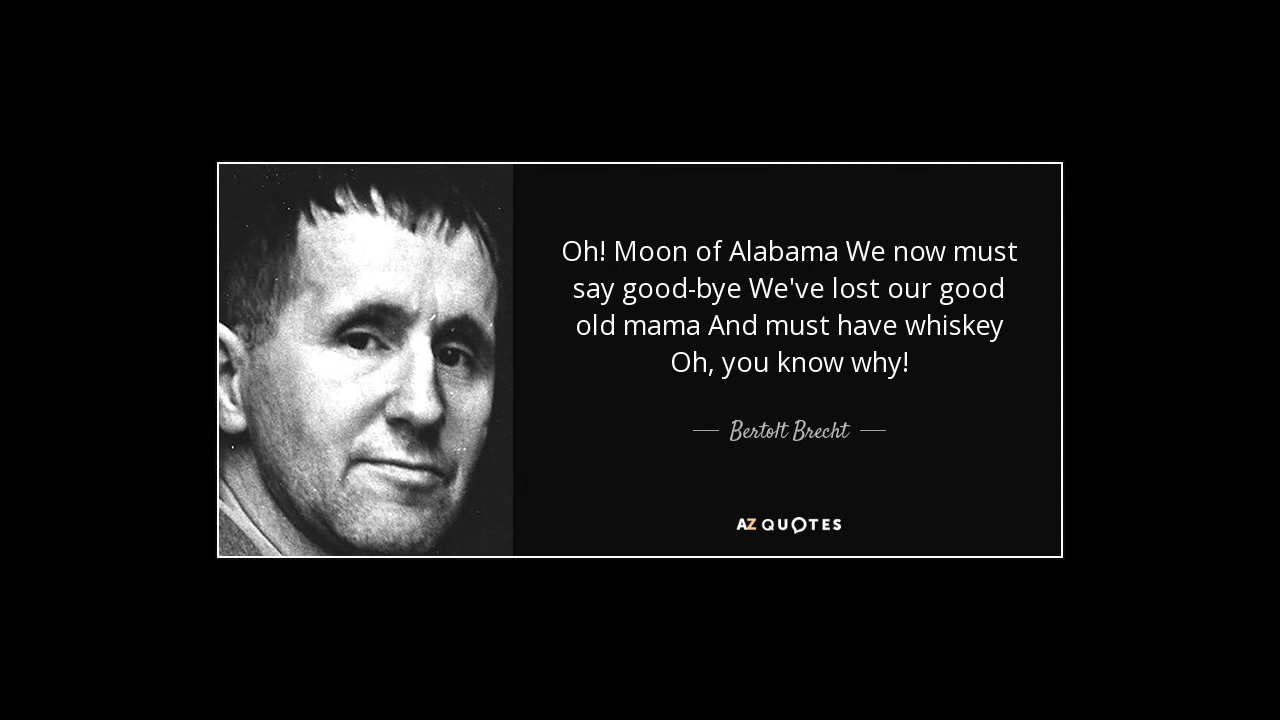 Oh! Moon of Alabama We now must
say good-bye We've lost our good
old mama And must have whiskey
Oh, you know why!
Bertolt Brecht
AZ QUOTES